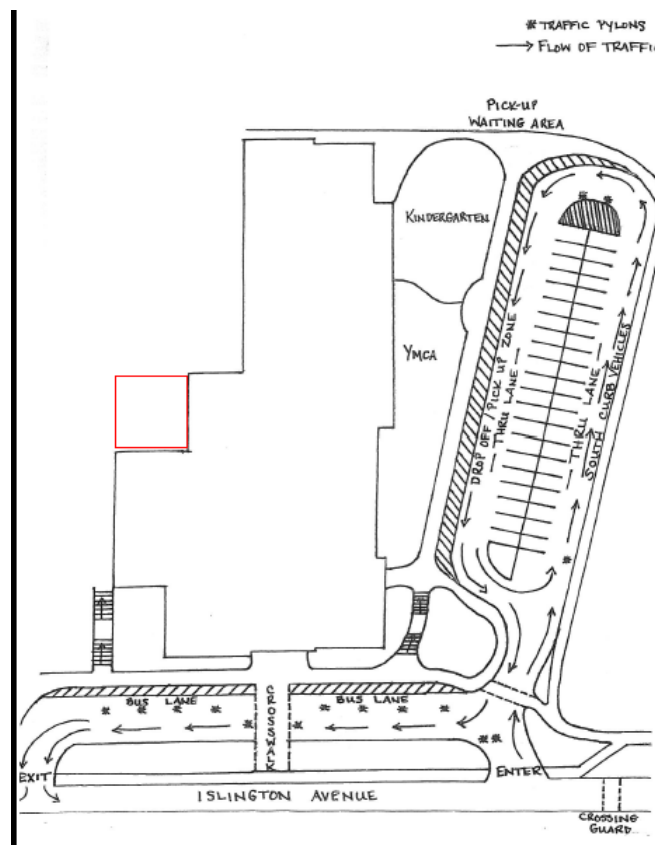 * TRAFFIC PYLONS
→ FLOW OF TRAFFIC
PICK-UP
WAITING AREA
KINDERGARTEN
YMCA
DROP OFF / PICK UP ZONE
THRU LANE
THRU LANE
SOUTH CURB VEHICLES
BUS LANE
CROSSWALK
BUS LANE
EXIT
ENTER
ISLINGTON AVENUE
CROSSING
GUARD